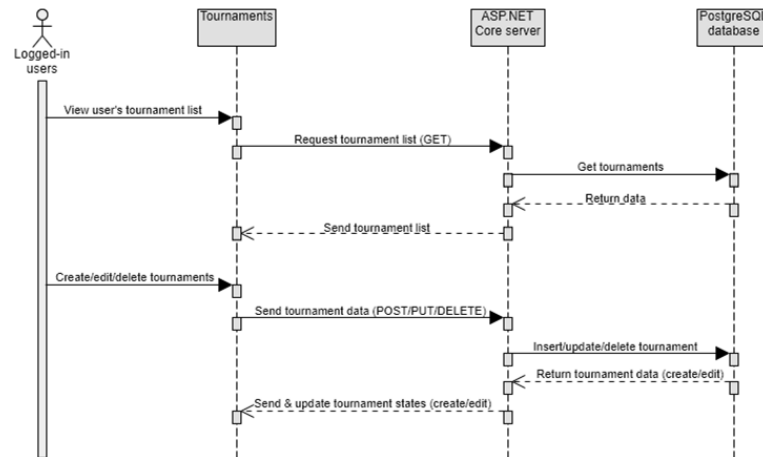 Tournaments
ASP.NET
Core server
PostgreSQL
database
Logged-in
users
View user's tournament list
Request tournament list (GET)
Get tournaments
Return data
Send tournament list
Create/edit/delete tournaments
Send tournament data (POST/PUT/DELETE)
Insert/update/delete tournament
Return tournament data (create/edit)
Send & update tournament states (create/edit)